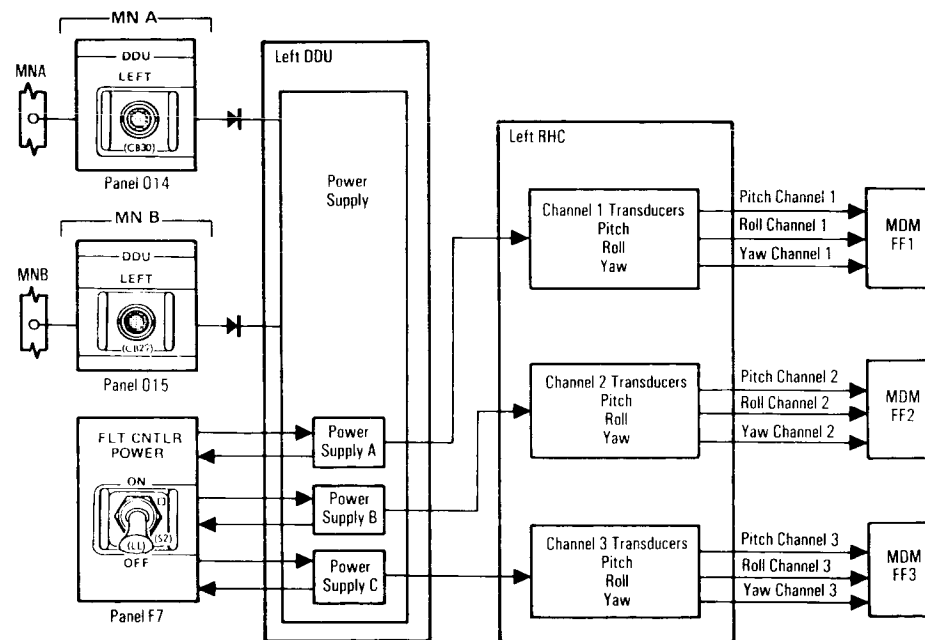 MN A
DDU
LEFT
MNA
(CB30)
Panel O14
MN B
DDU
LEFT
MNB
Panel O15
FLT CNTLR
POWER
ON
(L1)
(S2)
OFF
Panel F7
Left DDU
Power
Supply
Power
Supply A
Power
Supply B
Power
Supply C
Left RHC
Channel 1 Transducers
Pitch
Roll
Yaw
Channel 2 Transducers
Pitch
Roll
Yaw
Channel 3 Transducers
Pitch
Roll
Yaw
Pitch Channel 1
Roll Channel 1
Yaw Channel 1
MDM
FF1
Pitch Channel 2
Roll Channel 2
Yaw Channel 2
MDM
FF2
Pitch Channel 3
Roll Channel 3
Yaw Channel 3
MDM
FF3